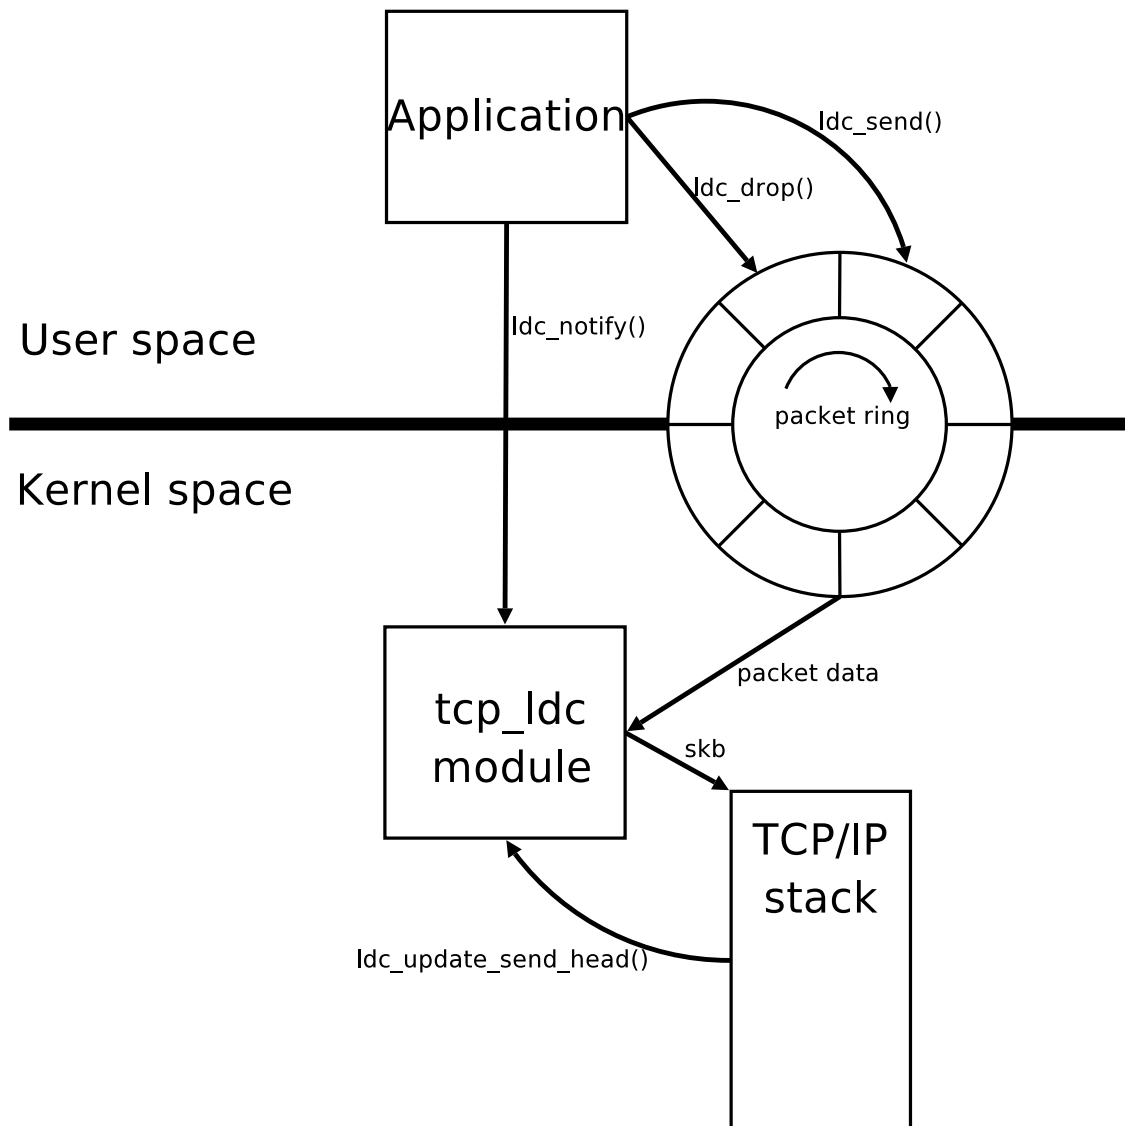 Application
ldc_send()
ldc_drop()
ldc_notify()
User space
packet ring
Kernel space
packet data
tcp_ldc
module
skb
TCP/IP
stack
ldc_update_send_head()